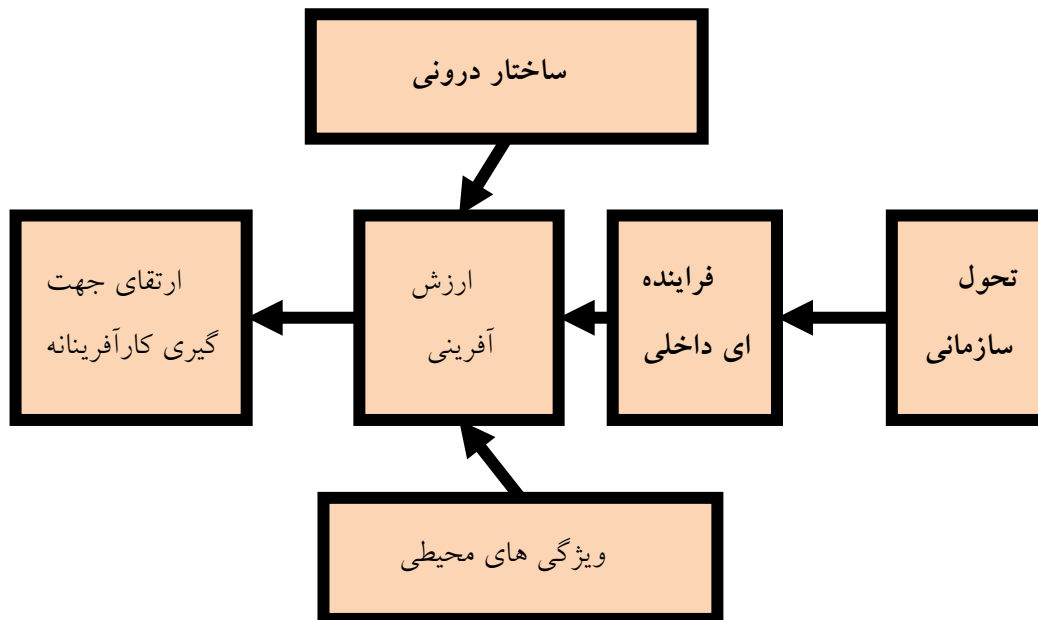 ساختار درونی
تحول
سازمانی
فراینده
ای داخلی
ارزش
آفرینی
ارتقای جهت
گیری کارآفرینانه
ویژگی های محیطی